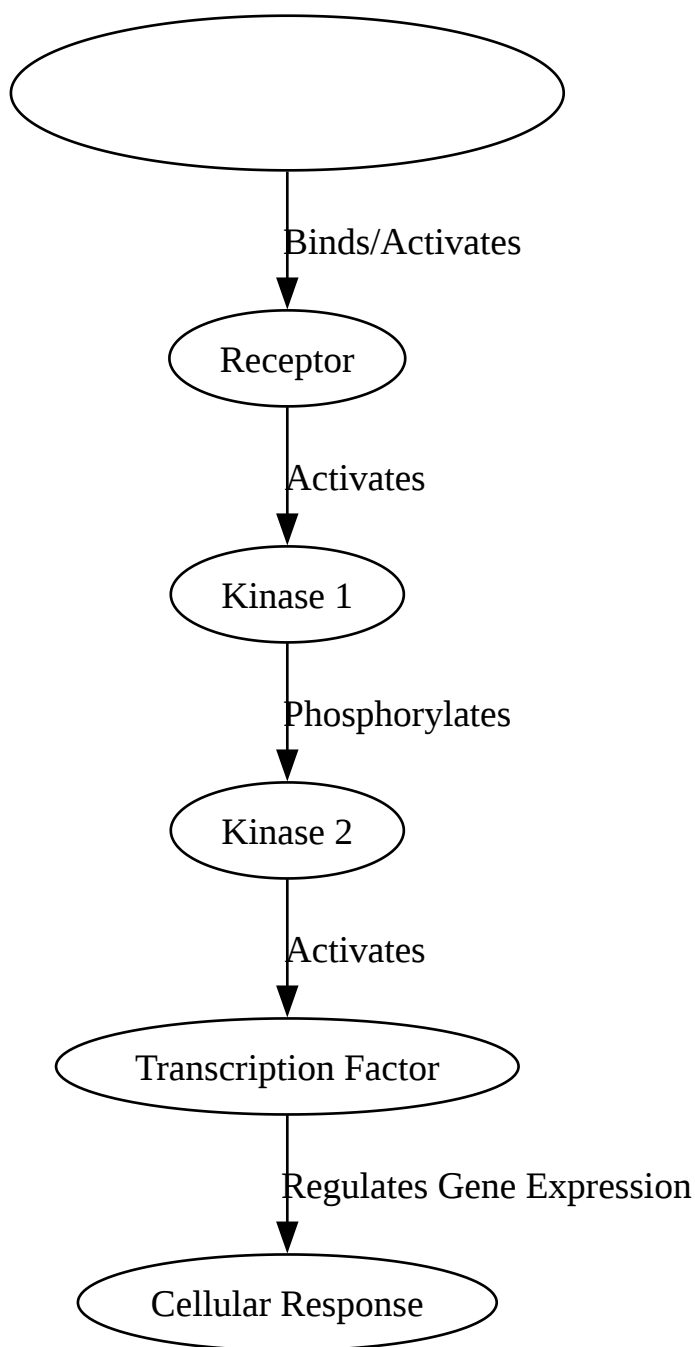 Binds/Activates
Receptor
Activates
Kinase 1
Phosphorylates
Kinase 2
Activates
Transcription Factor
Regulates Gene Expression
Cellular Response